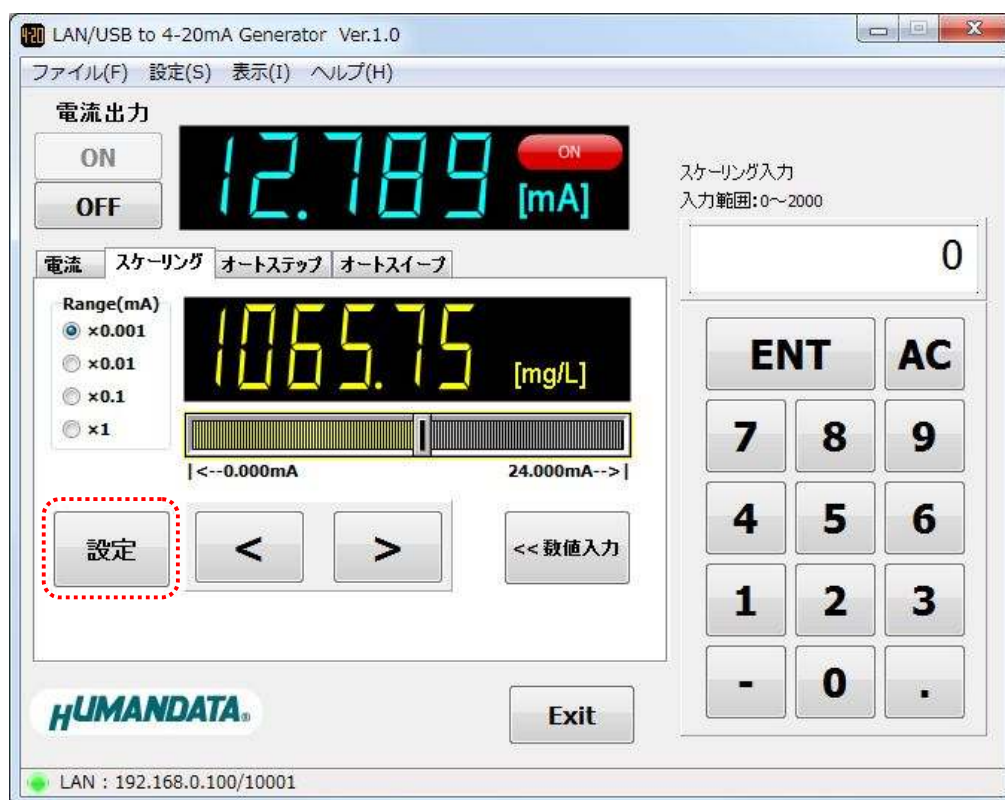 LAN/USB to 4-20mA Generator Ver.1.0
ファイル(F) 設定(S) 表示(I) ヘルプ(H)
電流出力
ON
OFF
12.789
ON
[mA]
電流 スケーリング オートステップ オートスイープ
Range(mA)
×0.001
×0.01
×0.1
×1
1065.75
[mg/L]
|<--0.000mA 24.000mA-->|
設定
<
>
<< 数値入力
スケーリング入力
入力範囲:0～2000
0
ENT AC
7 8 9
4 5 6
1 2 3
- 0 .
HUMANDATA®
Exit
LAN : 192.168.0.100/10001